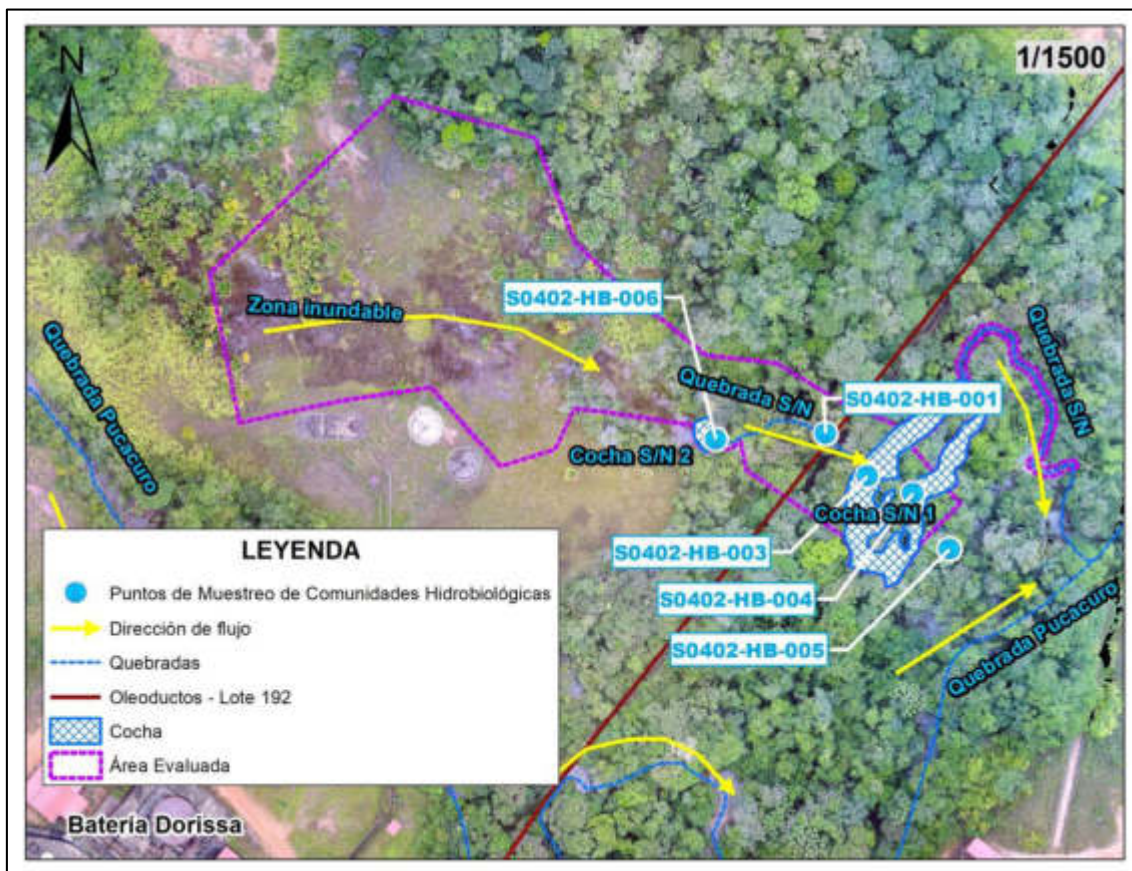 N
1/1500
S0402-HB-006
Zona inundable
Quebrada Pucacuro
Quebrada S/N
Quebrada S/N
S0402-HB-001
Cocha S/N 2
Cocha S/N 1
S0402-HB-003
S0402-HB-004
S0402-HB-005
Quebrada Pucacuro
LEYENDA
Puntos de Muestreo de Comunidades Hidrobiológicas
Dirección de flujo
Quebradas
Oleoductos - Lote 192
Cocha
Área Evaluada
Batería Dorissa